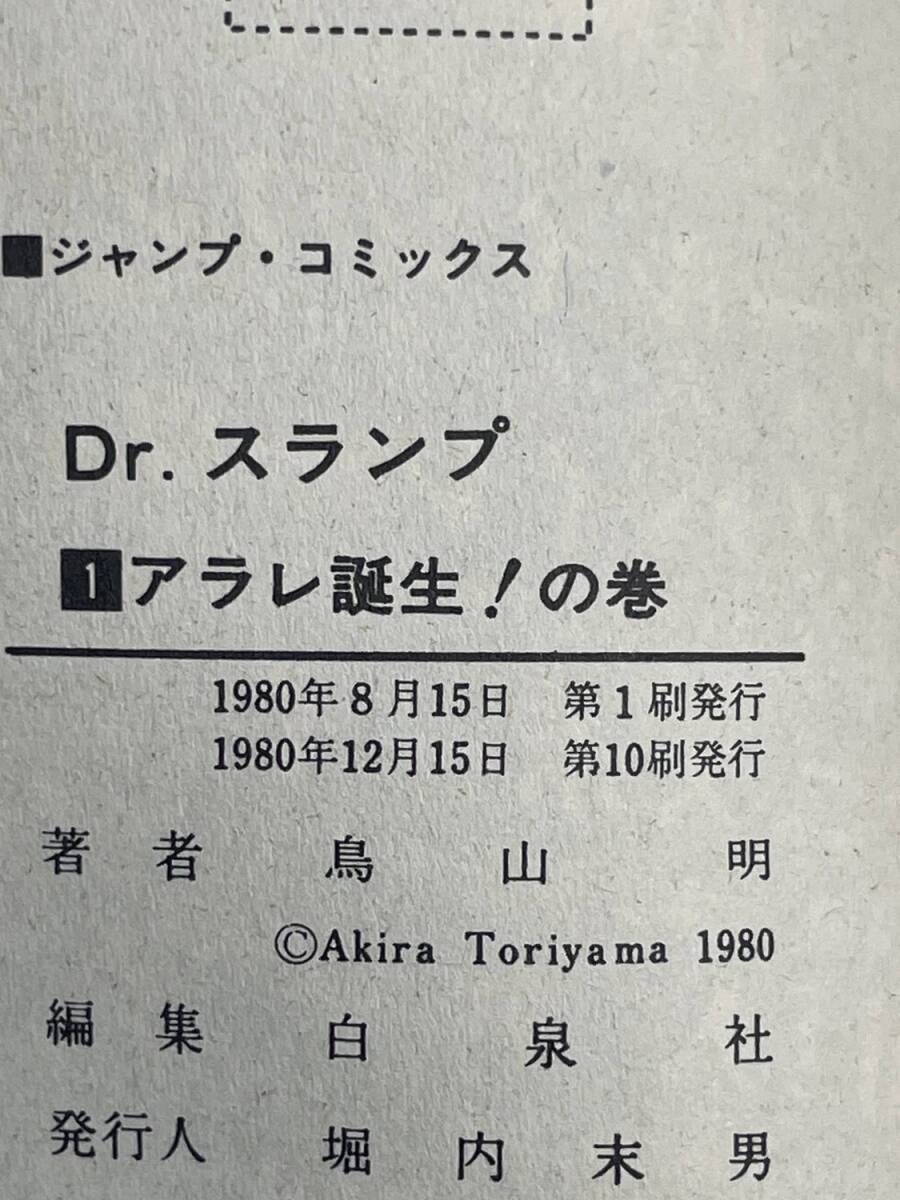 ■ジャンプ・コミックス
Dr.スランプ
1アラレ誕生!の巻
1980年8月15日　第1刷発行
1980年12月15日　第10刷発行
著者　鳥山明
©Akira Toriyama 1980
編集　白泉社
発行人　堀内末男